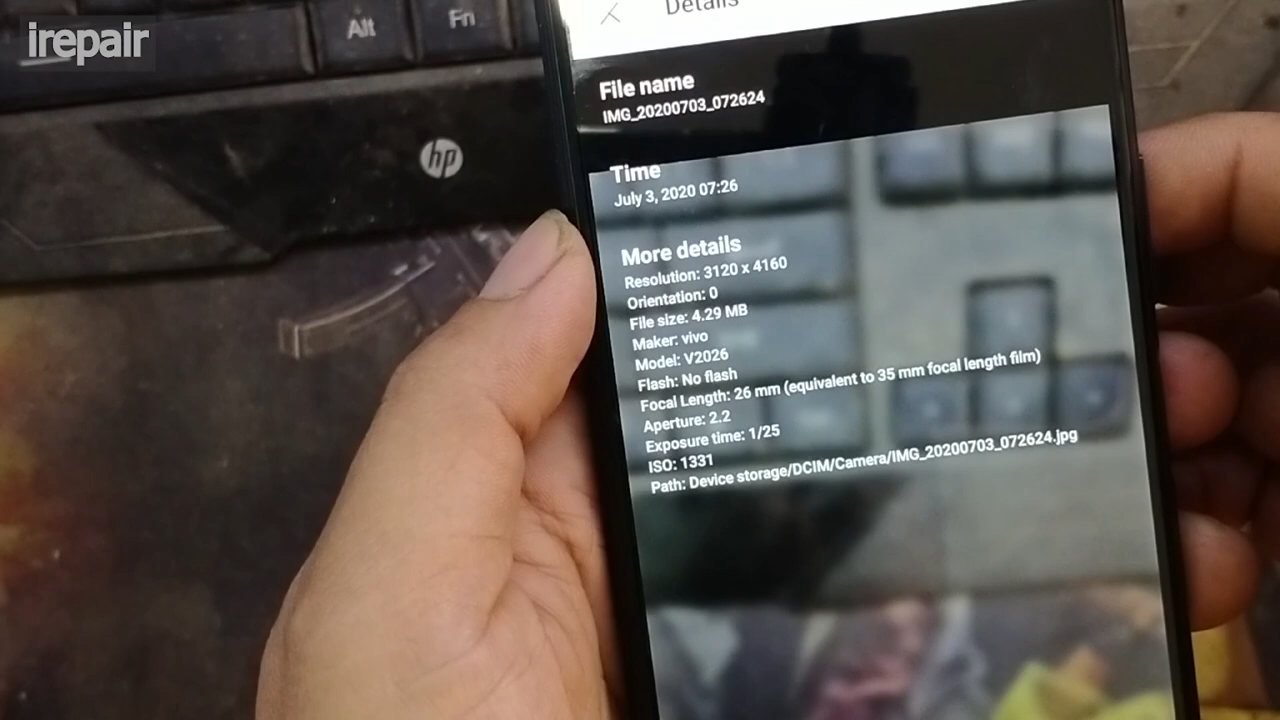 irepair
Alt
Fn
hp
Details
File name
IMG_20200703_072624
Time
July 3, 2020 07:26
More details
Resolution: 3120 x 4160
Orientation: 0
File size: 4.29 MB
Maker: vivo
Model: V2026
Flash: No flash
Focal Length: 26 mm (equivalent to 35 mm focal length film)
Aperture: 2.2
Exposure time: 1/25
ISO: 1331
Path: Device storage/DCIM/Camera/IMG_20200703_072624.jpg